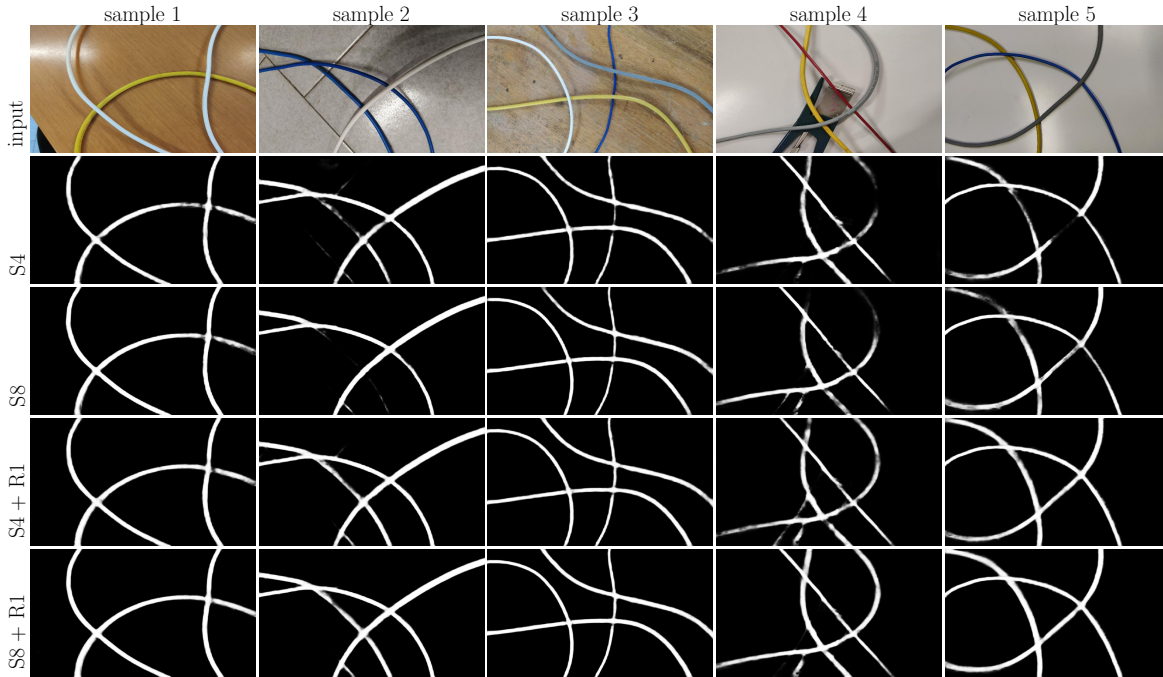 sample 1 sample 2 sample 3 sample 4 sample 5
input
S4
S8
S4 + R1
S8 + R1